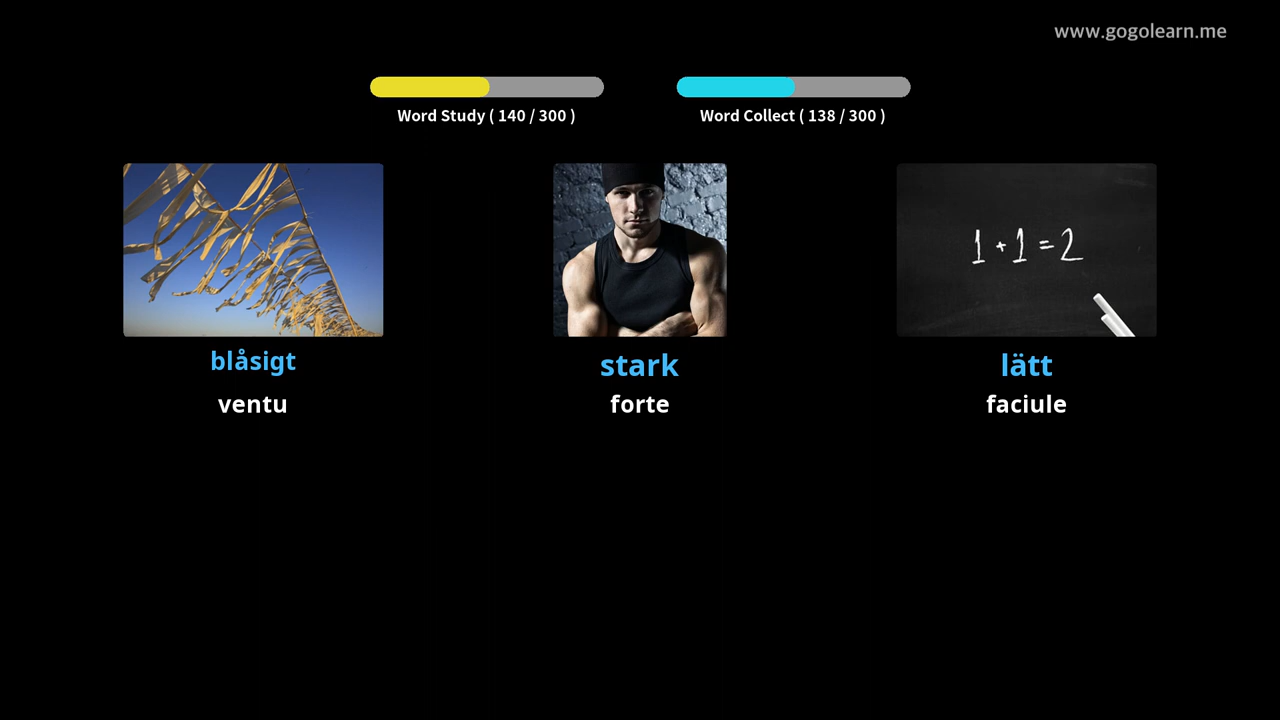 www.gogolearn.me
Word Study ( 140 / 300 )
Word Collect ( 138 / 300 )
1 + 1 = 2
blåsigt
stark
lätt
ventu
forte
faciule